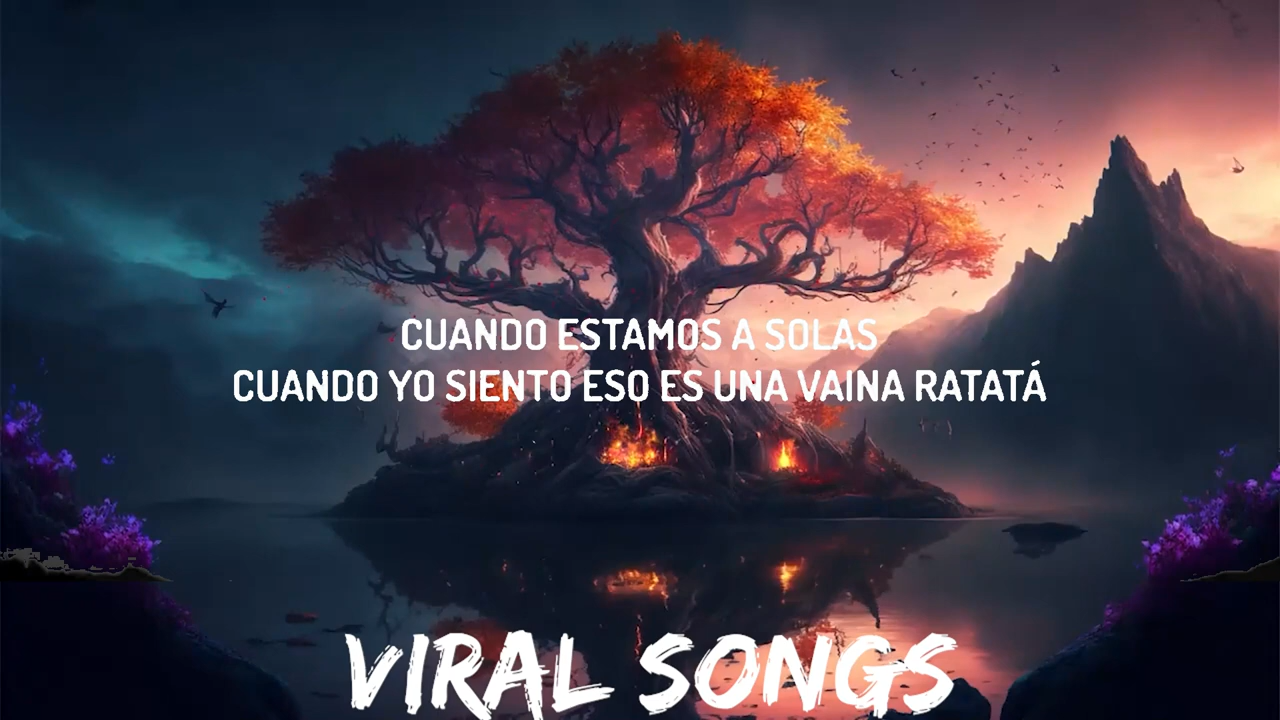 CUANDO ESTAMOS A SOLAS
CUANDO YO SIENTO ESO ES UNA VAINA RATATÁ
VIRAL SONGS